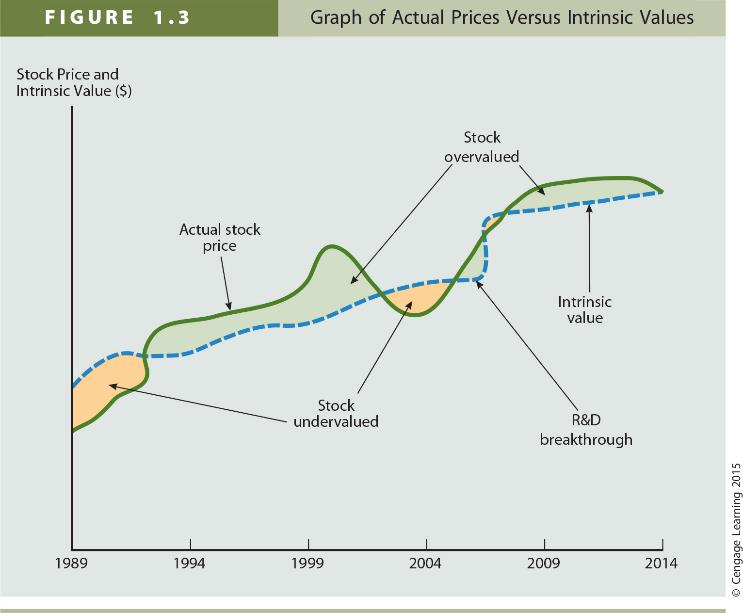 FIGURE 1.3
Graph of Actual Prices Versus Intrinsic Values
Stock Price and
Intrinsic Value ($)
Stock
overvalued
Actual stock
price
Intrinsic
value
Stock
undervalued
R&D
breakthrough
1989
1994
1999
2004
2009
2014
© Cengage Learning 2015